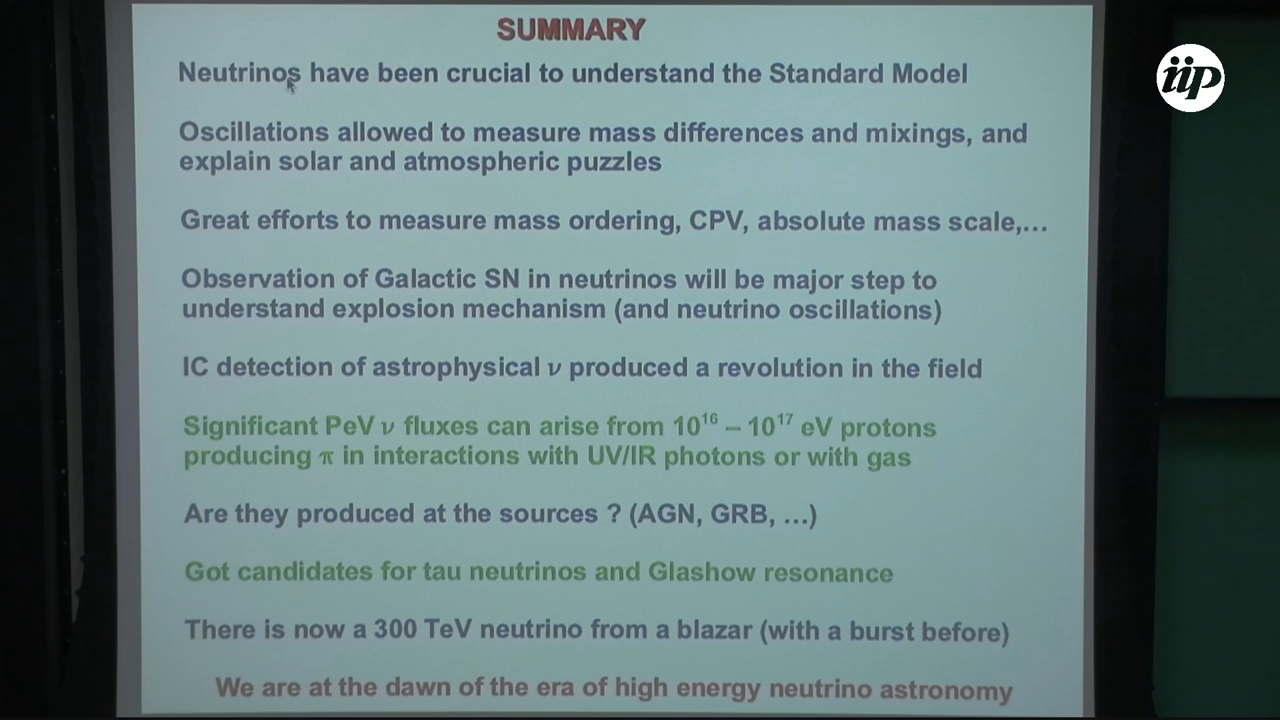 SUMMARY
iip
Neutrinos have been crucial to understand the Standard Model
Oscillations allowed to measure mass differences and mixings, and
explain solar and atmospheric puzzles
Great efforts to measure mass ordering, CPV, absolute mass scale,…
Observation of Galactic SN in neutrinos will be major step to
understand explosion mechanism (and neutrino oscillations)
IC detection of astrophysical ν produced a revolution in the field
Significant PeV ν fluxes can arise from 10¹⁶ – 10¹⁷ eV protons
producing π in interactions with UV/IR photons or with gas
Are they produced at the sources ? (AGN, GRB, …)
Got candidates for tau neutrinos and Glashow resonance
There is now a 300 TeV neutrino from a blazar (with a burst before)
We are at the dawn of the era of high energy neutrino astronomy